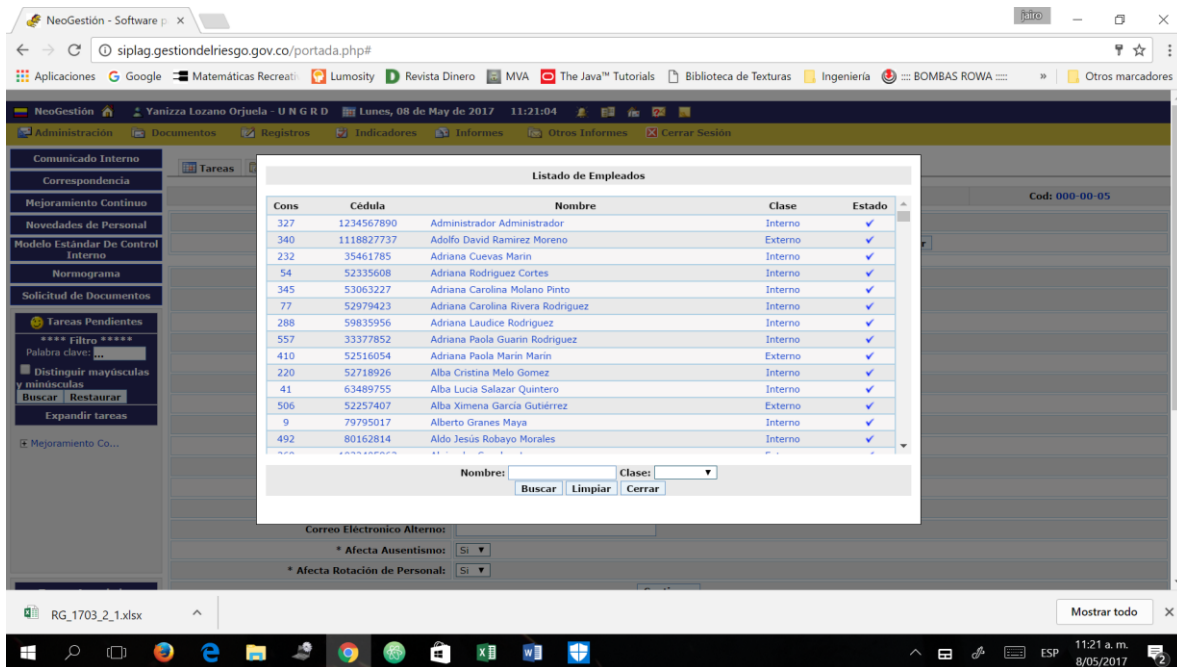 NeoGestión - Software p
jairo
siplag.gestiondelriesgo.gov.co/portada.php#
Aplicaciones Google Matemáticas Recreati Lumosity Revista Dinero MVA The Java™ Tutorials Biblioteca de Texturas Ingeniería :::: BOMBAS ROWA ::::: » Otros marcadores
NeoGestión Yanizza Lozano Orjuela - U N G R D Lunes, 08 de May de 2017 11:21:04
Administración Documentos Registros Indicadores Informes Otros Informes Cerrar Sesión
Comunicado Interno
Correspondencia
Mejoramiento Continuo
Novedades de Personal
Modelo Estándar De Control
Interno
Normograma
Solicitud de Documentos
Tareas Pendientes
**** Filtro *****
Palabra clave: ...
Distinguir mayúsculas
y minúsculas
Buscar Restaurar
Expandir tareas
Mejoramiento Co...
Tareas
Cod: 000-00-05
Listado de Empleados
Cons Cédula Nombre Clase Estado
327 1234567890 Administrador Administrador Interno
340 1118827737 Adolfo David Ramirez Moreno Externo
232 35461785 Adriana Cuevas Marin Interno
54 52335608 Adriana Rodriguez Cortes Interno
345 53063227 Adriana Carolina Molano Pinto Interno
77 52979423 Adriana Carolina Rivera Rodriguez Interno
288 59835956 Adriana Laudice Rodriguez Interno
557 33377852 Adriana Paola Guarin Rodriguez Interno
410 52516054 Adriana Paola Marin Marin Externo
220 52718926 Alba Cristina Melo Gomez Interno
41 63489755 Alba Lucia Salazar Quintero Interno
506 52257407 Alba Ximena García Gutiérrez Externo
9 79795017 Alberto Granes Maya Interno
492 80162814 Aldo Jesús Robayo Morales Interno
Nombre: Clase:
Buscar Limpiar Cerrar
Correo Eléctronico Alterno:
* Afecta Ausentismo: Si
* Afecta Rotación de Personal: Si
RG_1703_2_1.xlsx
Mostrar todo
ESP
11:21 a. m.
8/05/2017